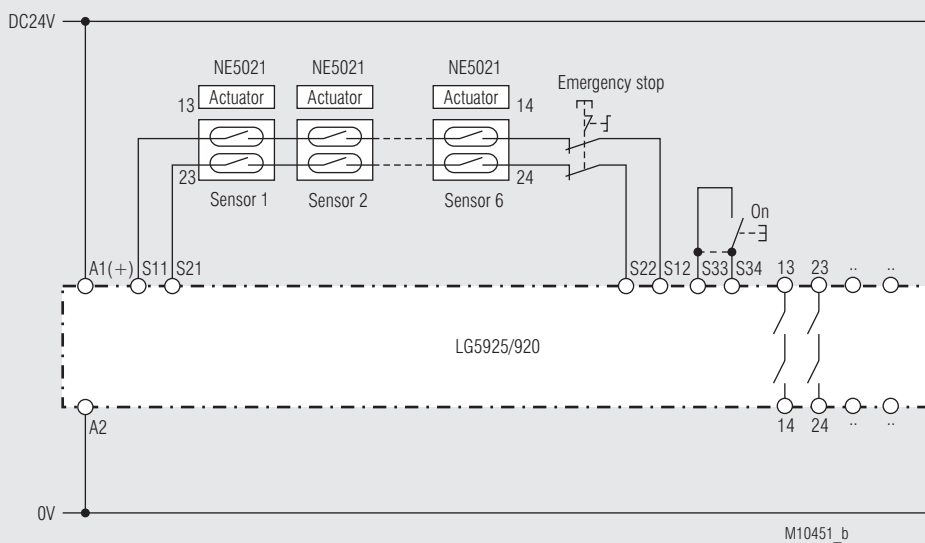 DC24V
NE5021 NE5021 NE5021
Emergency stop
13 Actuator Actuator Actuator 14
23 24
Sensor 1 Sensor 2 Sensor 6
On
A1(+) S11 S21 S22 S12 S33 S34 13 23 .. ..
LG5925/920
A2 14 24 .. ..
0V
M10451_b